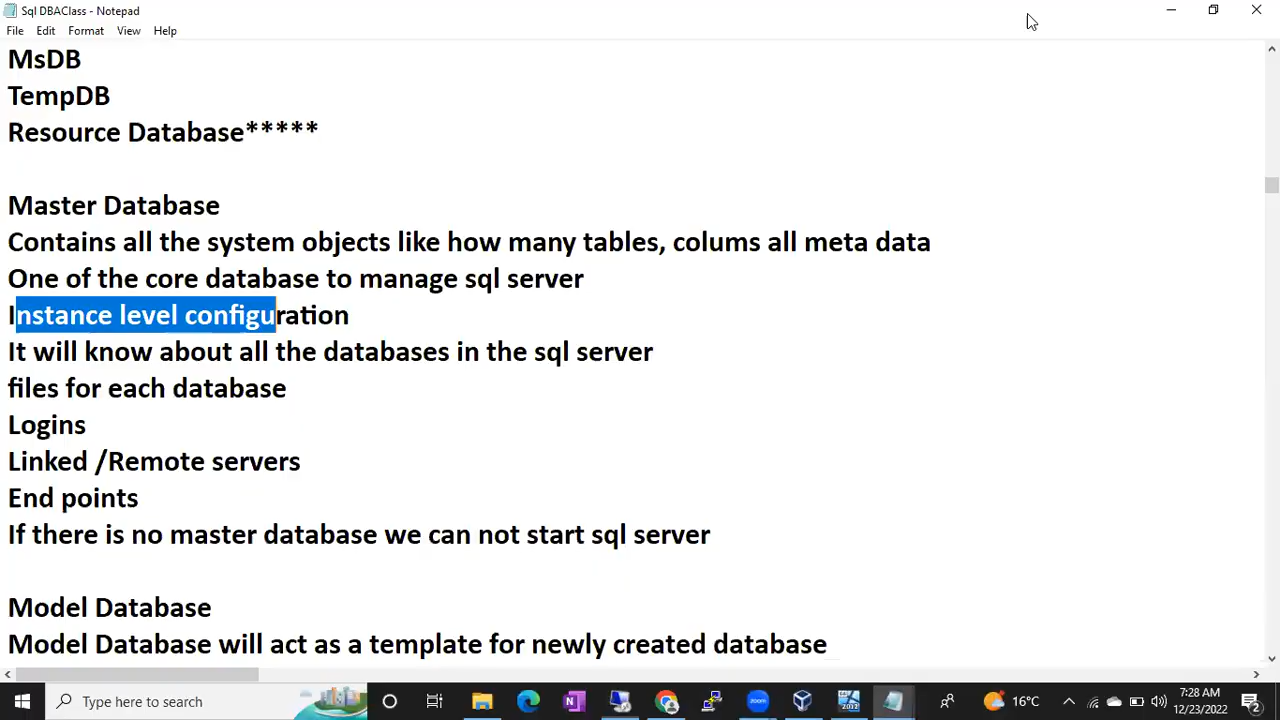 Sql DBAClass - Notepad
File Edit Format View Help
MsDB
TempDB
Resource Database*****
Master Database
Contains all the system objects like how many tables, colums all meta data
One of the core database to manage sql server
Instance level configuration
It will know about all the databases in the sql server
files for each database
Logins
Linked /Remote servers
End points
If there is no master database we can not start sql server
Model Database
Model Database will act as a template for newly created database
Type here to search
zoom
2017
16°C
7:28 AM
12/23/2022
2